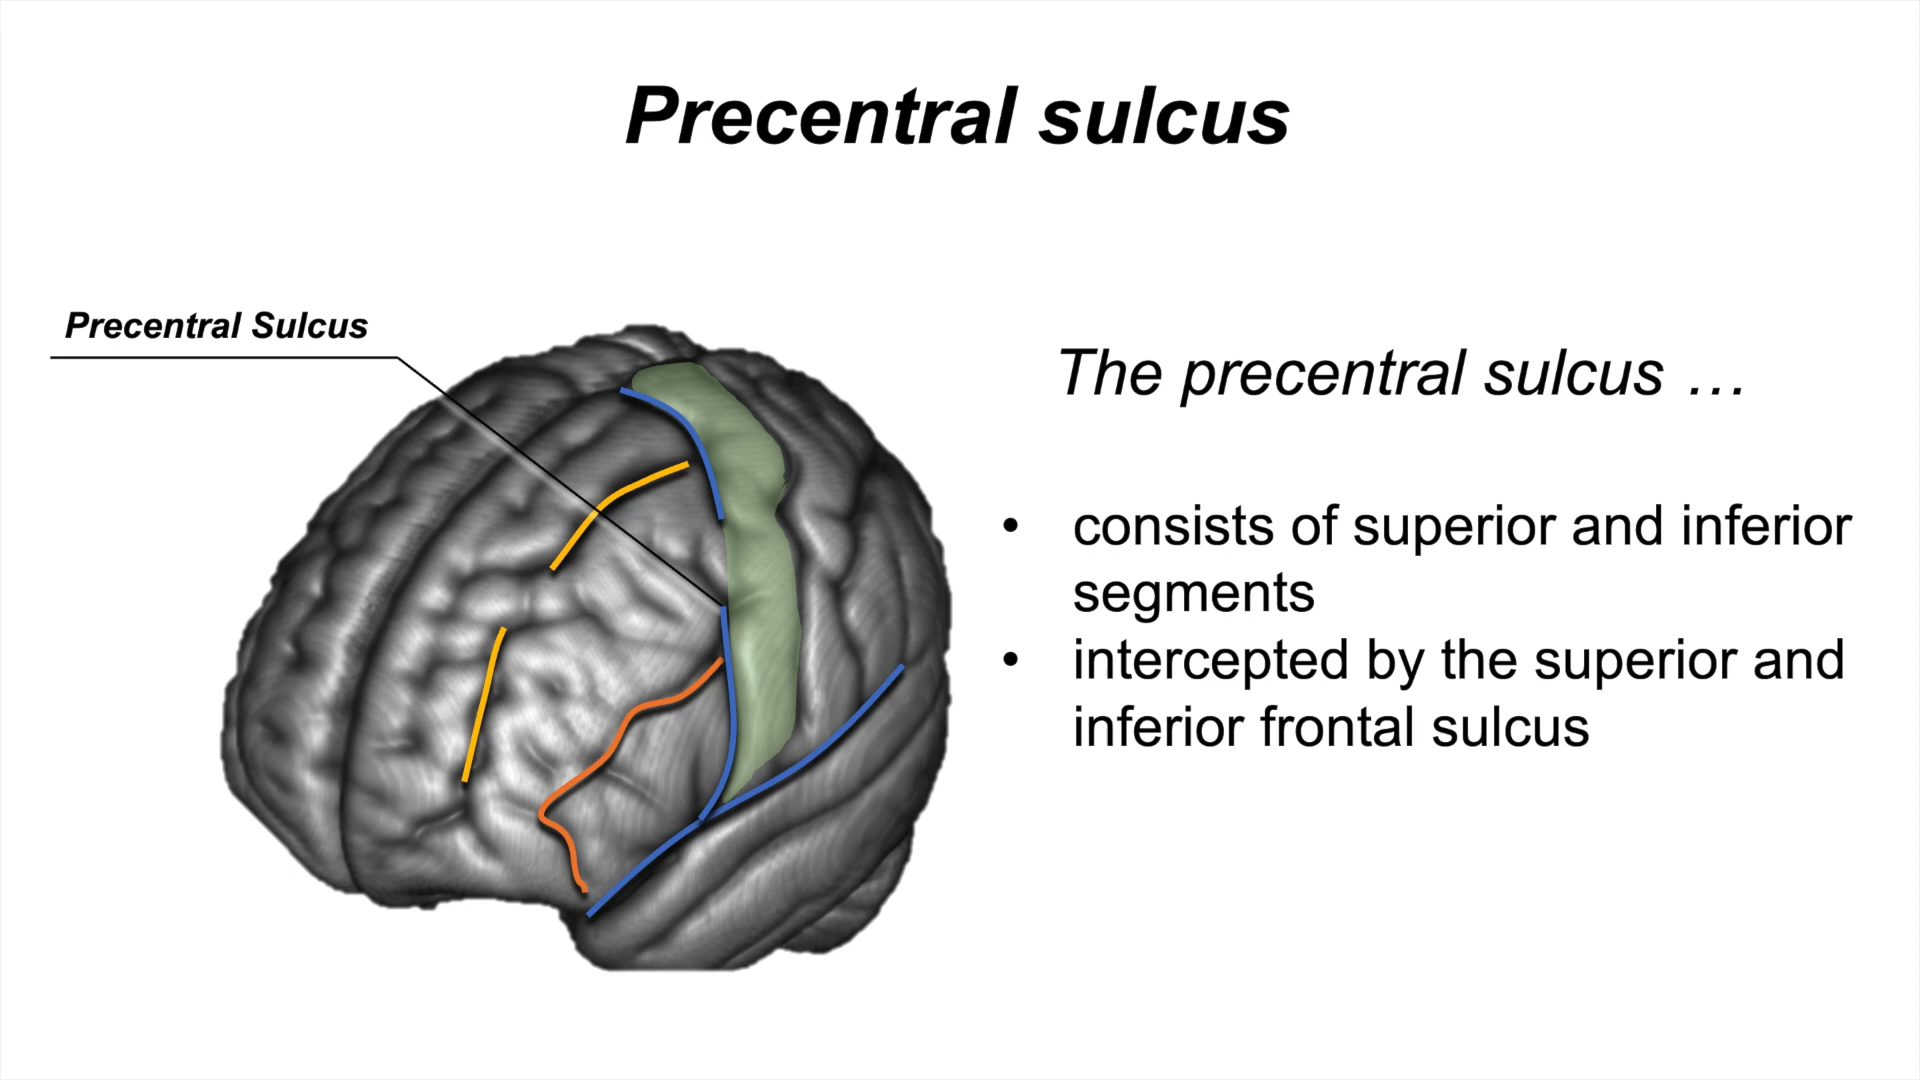 Precentral sulcus
Precentral Sulcus
The precentral sulcus …
• consists of superior and inferior
segments
• intercepted by the superior and
inferior frontal sulcus